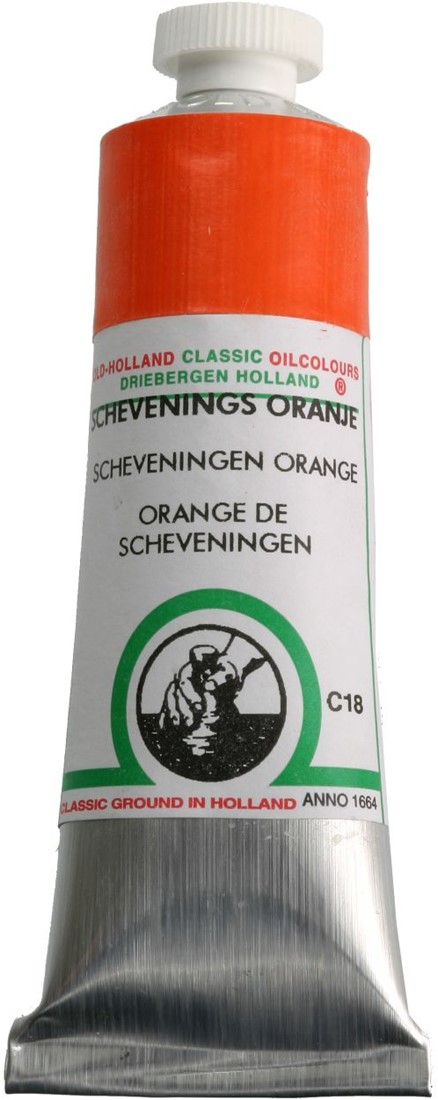 OLD-HOLLAND CLASSIC OILCOLOURS
DRIEBERGEN HOLLAND ®
SCHEVENINGS ORANJE
SCHEVENINGEN ORANGE
ORANGE DE
SCHEVENINGEN
C18
CLASSIC GROUND IN HOLLAND ANNO 1664